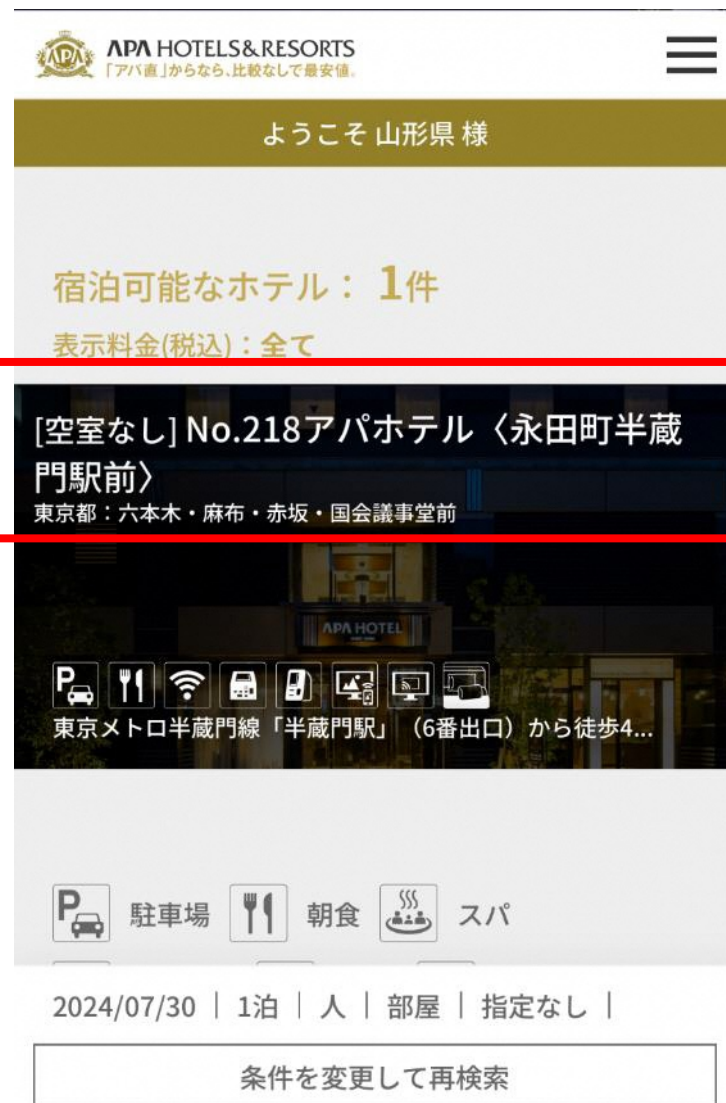 APA HOTELS&RESORTS
「アパ直」からなら、比較なしで最安値。
ようこそ 山形県 様
宿泊可能なホテル： 1件
表示料金(税込)：全て
[空室なし] No.218アパホテル〈永田町半蔵
門駅前〉
東京都：六本木・麻布・赤坂・国会議事堂前
APA HOTEL
東京メトロ半蔵門線「半蔵門駅」（6番出口）から徒歩4...
P 駐車場 朝食 スパ
2024/07/30 | 1泊 | 人 | 部屋 | 指定なし |
条件を変更して再検索